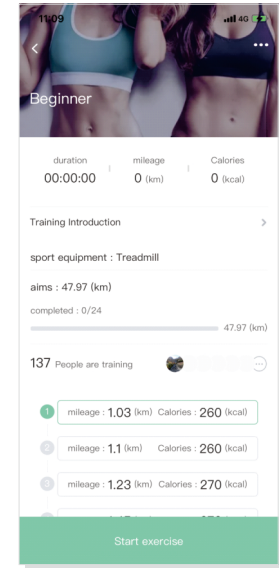 11:09
4G
Beginner
duration mileage Calories
00:00:00 0 (km) 0 (kcal)
Training Introduction
sport equipment : Treadmill
aims : 47.97 (km)
completed : 0/24
47.97 (km)
137 People are training
1 mileage : 1.03 (km) Calories : 260 (kcal)
2 mileage : 1.1 (km) Calories : 260 (kcal)
3 mileage : 1.23 (km) Calories : 270 (kcal)
Start exercise